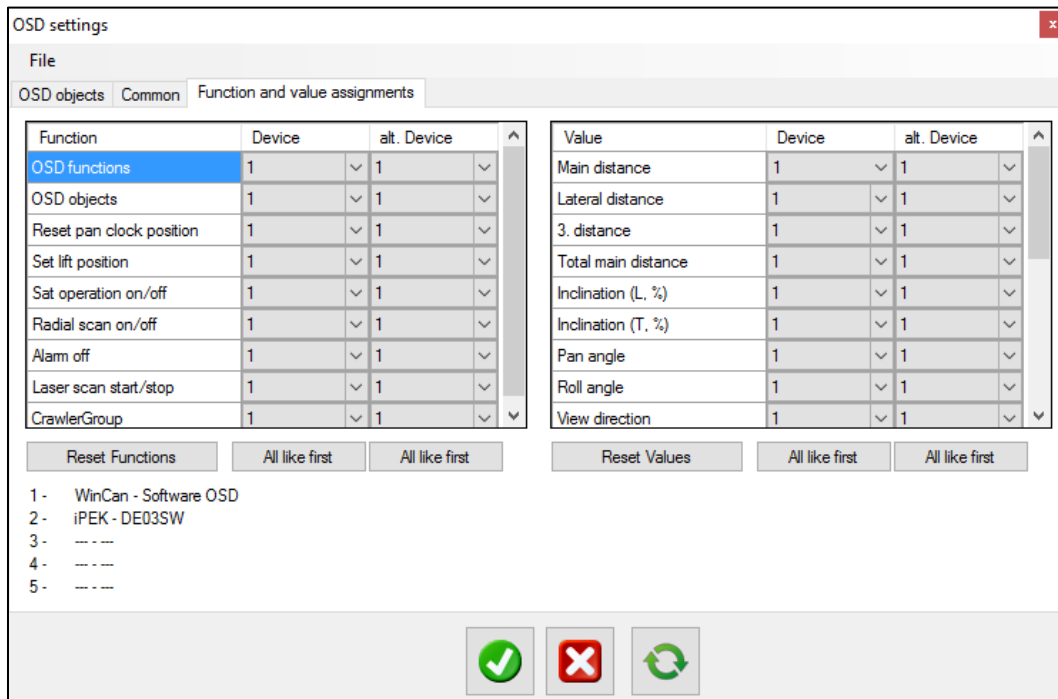 OSD settings
x
File
OSD objects Common Function and value assignments
Function Device alt. Device
OSD functions 1 1
OSD objects 1 1
Reset pan clock position 1 1
Set lift position 1 1
Sat operation on/off 1 1
Radial scan on/off 1 1
Alarm off 1 1
Laser scan start/stop 1 1
CrawlerGroup 1 1
Reset Functions All like first All like first
Value Device alt. Device
Main distance 1 1
Lateral distance 1 1
3. distance 1 1
Total main distance 1 1
Inclination (L, %) 1 1
Inclination (T, %) 1 1
Pan angle 1 1
Roll angle 1 1
View direction 1 1
Reset Values All like first All like first
1 - WinCan - Software OSD
2 - iPEK - DE03SW
3 - --- - ---
4 - --- - ---
5 - --- - ---